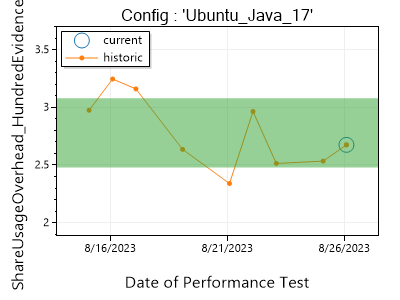 Config : 'Ubuntu_Java_17'
current
historic
3.5
3
2.5
2
ShareUsageOverhead_HundredEvidence
8/16/2023
8/21/2023
8/26/2023
Date of Performance Test